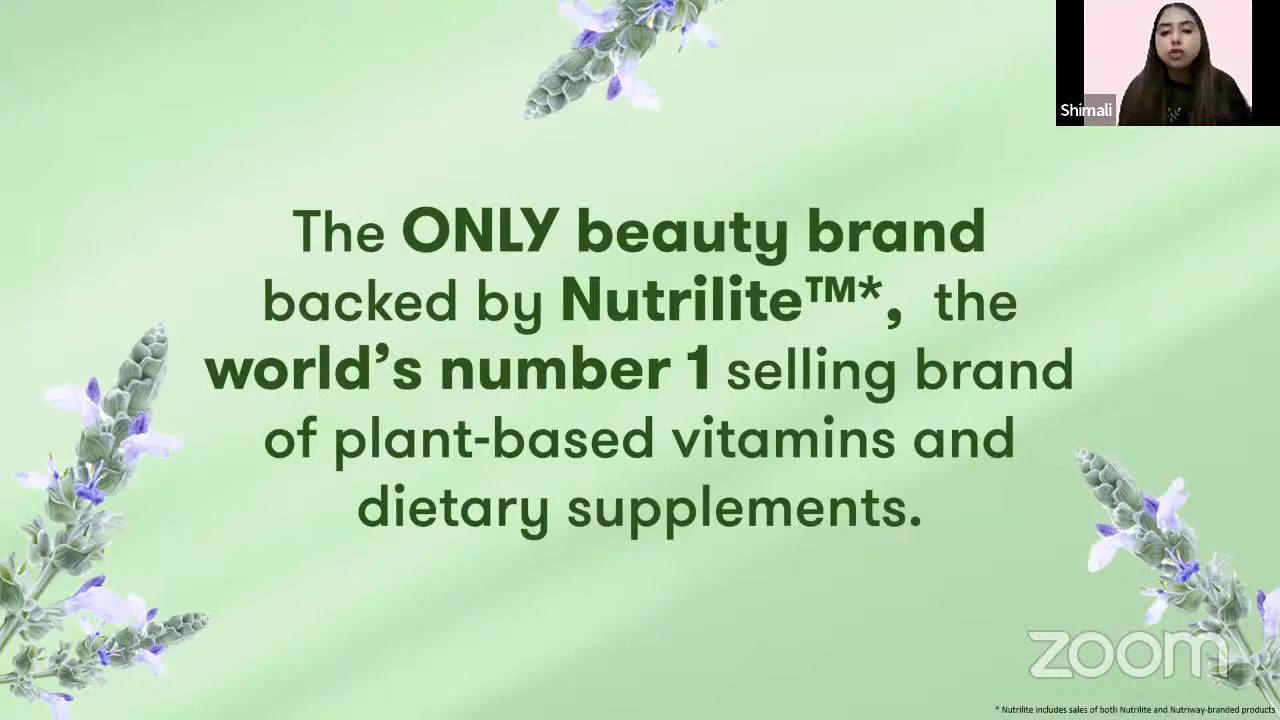 Shimali
The ONLY beauty brand
backed by Nutrilite™*, the
world's number 1 selling brand
of plant-based vitamins and
dietary supplements.
zoom
* Nutrilite includes sales of both Nutrilite and Nutriway-branded products